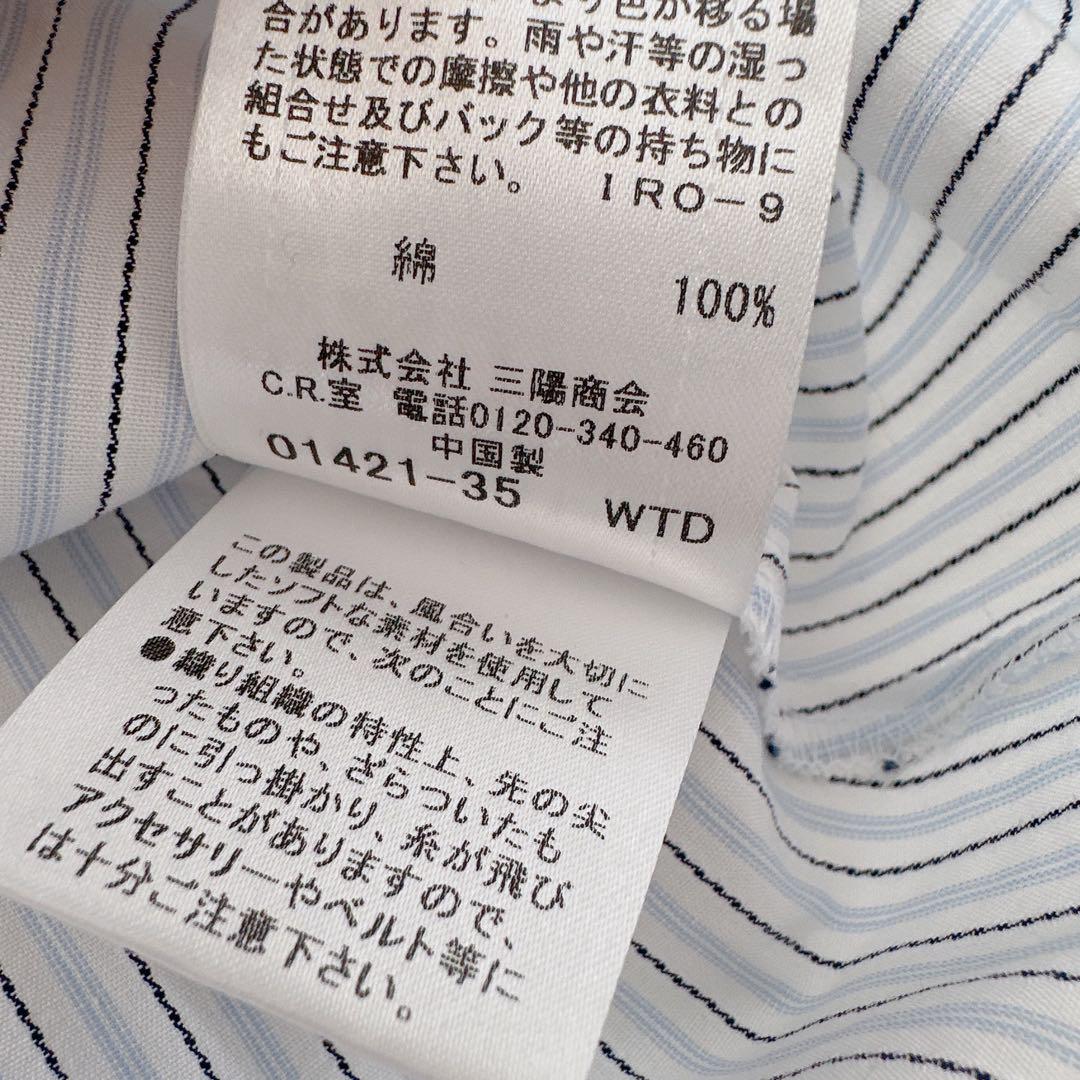 より色が移る場
合があります。雨や汗等の湿っ
た状態での摩擦や他の衣料との
組合せ及びバック等の持ち物に
もご注意下さい。 IRO-9
綿 100%
株式会社 三陽商会
C.R.室 電話0120-340-460
中国製
01421-35 WTD
この製品は、風合いを大切に
したソフトな素材を使用して
いますので、次のことにご注
意下さい。
●織り組織の特性上、先の尖
ったものや、ざらついたも
のに引っ掛かり、糸が飛び
出すことがありますので、
アクセサリーやベルト等に
は十分ご注意下さい。